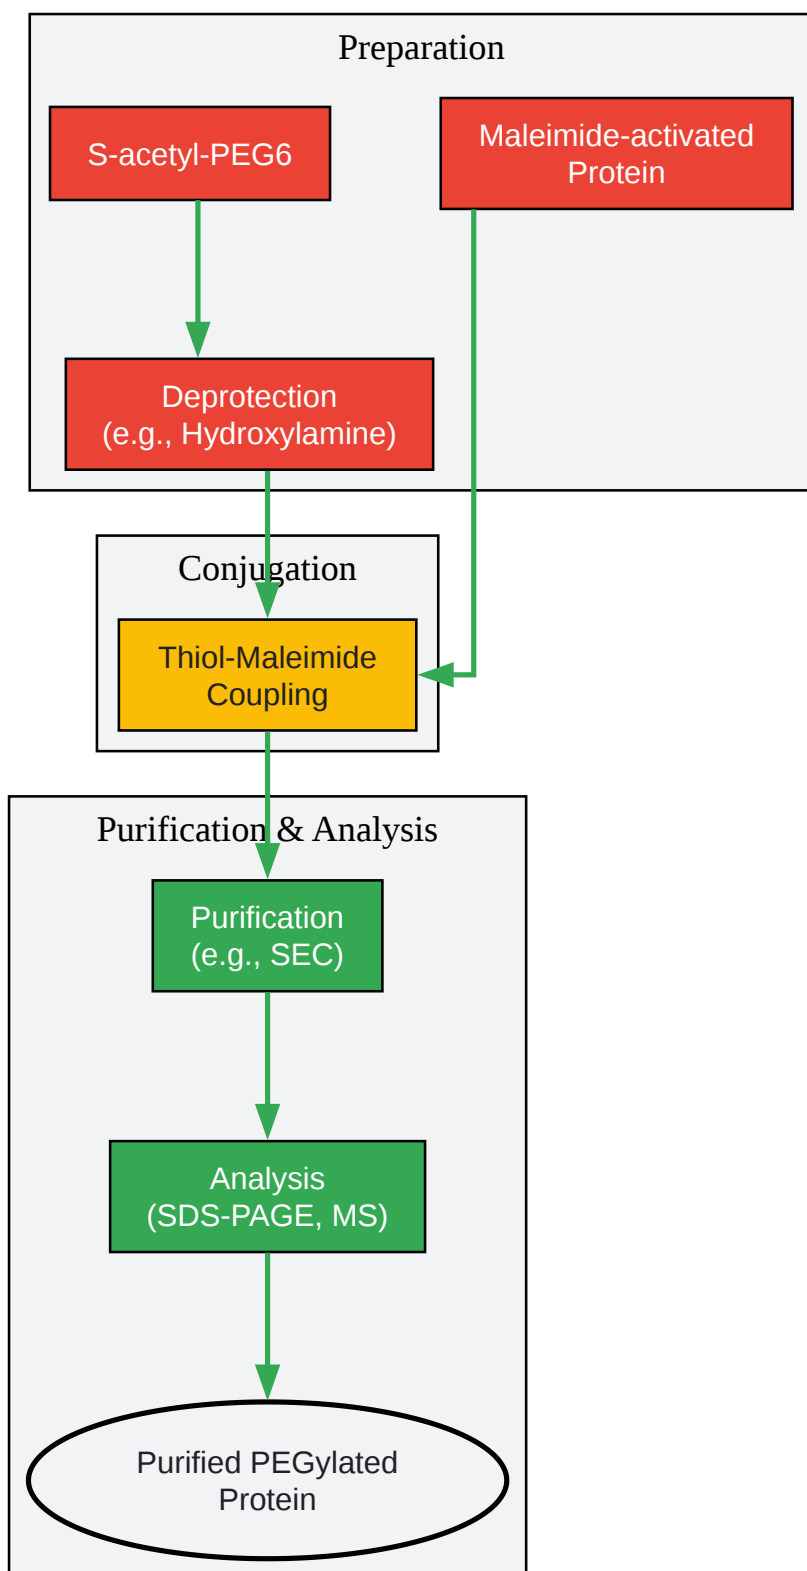 Preparation
S-acetyl-PEG6
Maleimide-activated
Protein
Deprotection
(e.g., Hydroxylamine)
Conjugation
Thiol-Maleimide
Coupling
Purification & Analysis
Purification
(e.g., SEC)
Analysis
(SDS-PAGE, MS)
Purified PEGylated
Protein